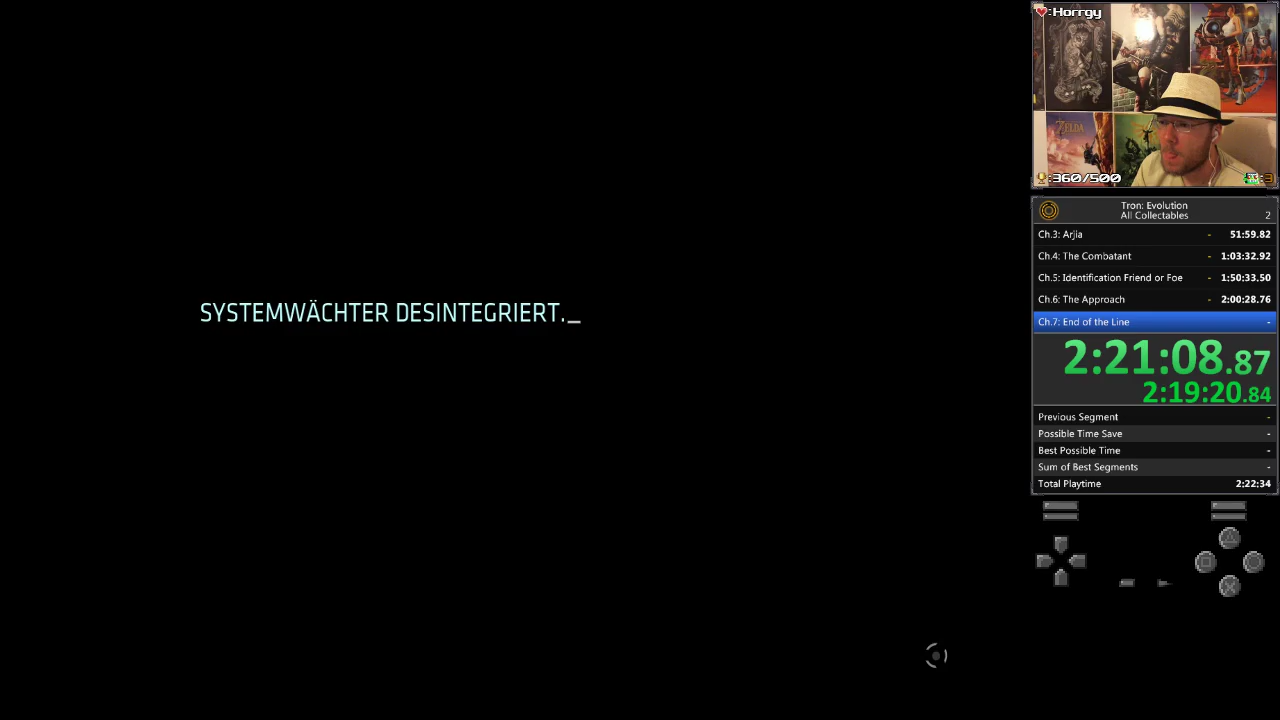 :Horrgy
ZELDA
:360/500
:3
Tron: Evolution
All Collectables
2
Ch.3: Arjia - 51:59.82
Ch.4: The Combatant - 1:03:32.92
Ch.5: Identification Friend or Foe - 1:50:33.50
Ch.6: The Approach - 2:00:28.76
Ch.7: End of the Line -
2:21:08.87
2:19:20.84
Previous Segment -
Possible Time Save -
Best Possible Time -
Sum of Best Segments -
Total Playtime 2:22:34
SYSTEMWÄCHTER DESINTEGRIERT._